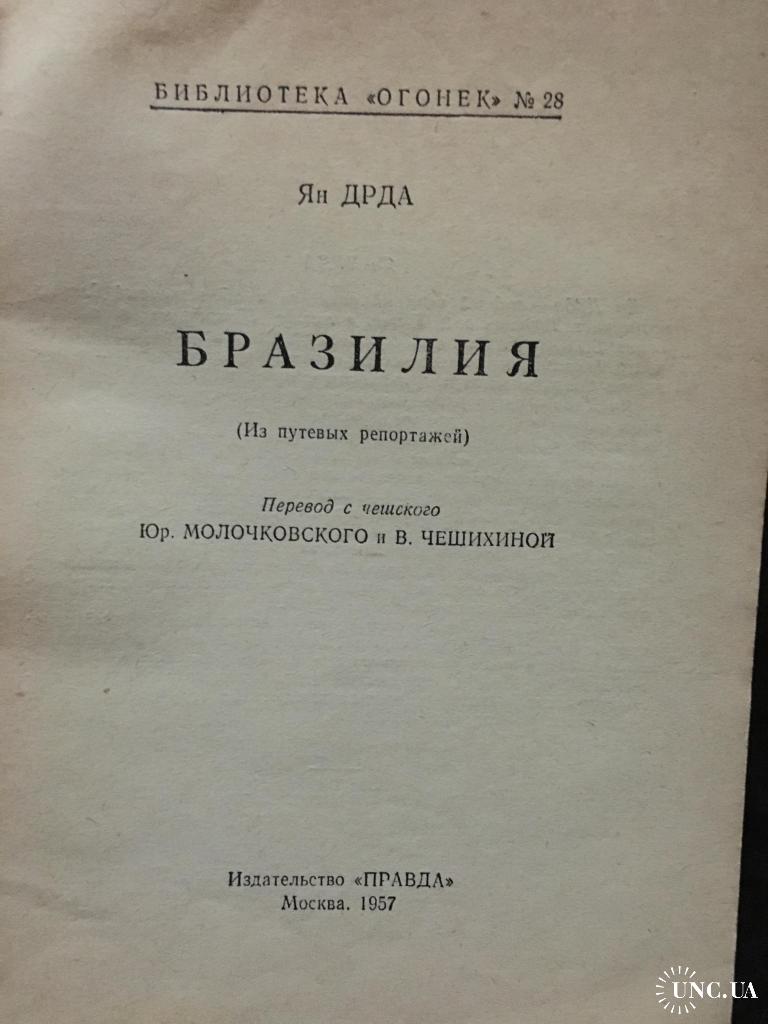 БИБЛИОТЕКА «ОГОНЕК» № 28
Ян ДРДА
БРАЗИЛИЯ
(Из путевых репортажей)
Перевод с чешского
Юр. МОЛОЧКОВСКОГО и В. ЧЕШИХИНОЙ
Издательство «ПРАВДА»
Москва. 1957
UNC.UA